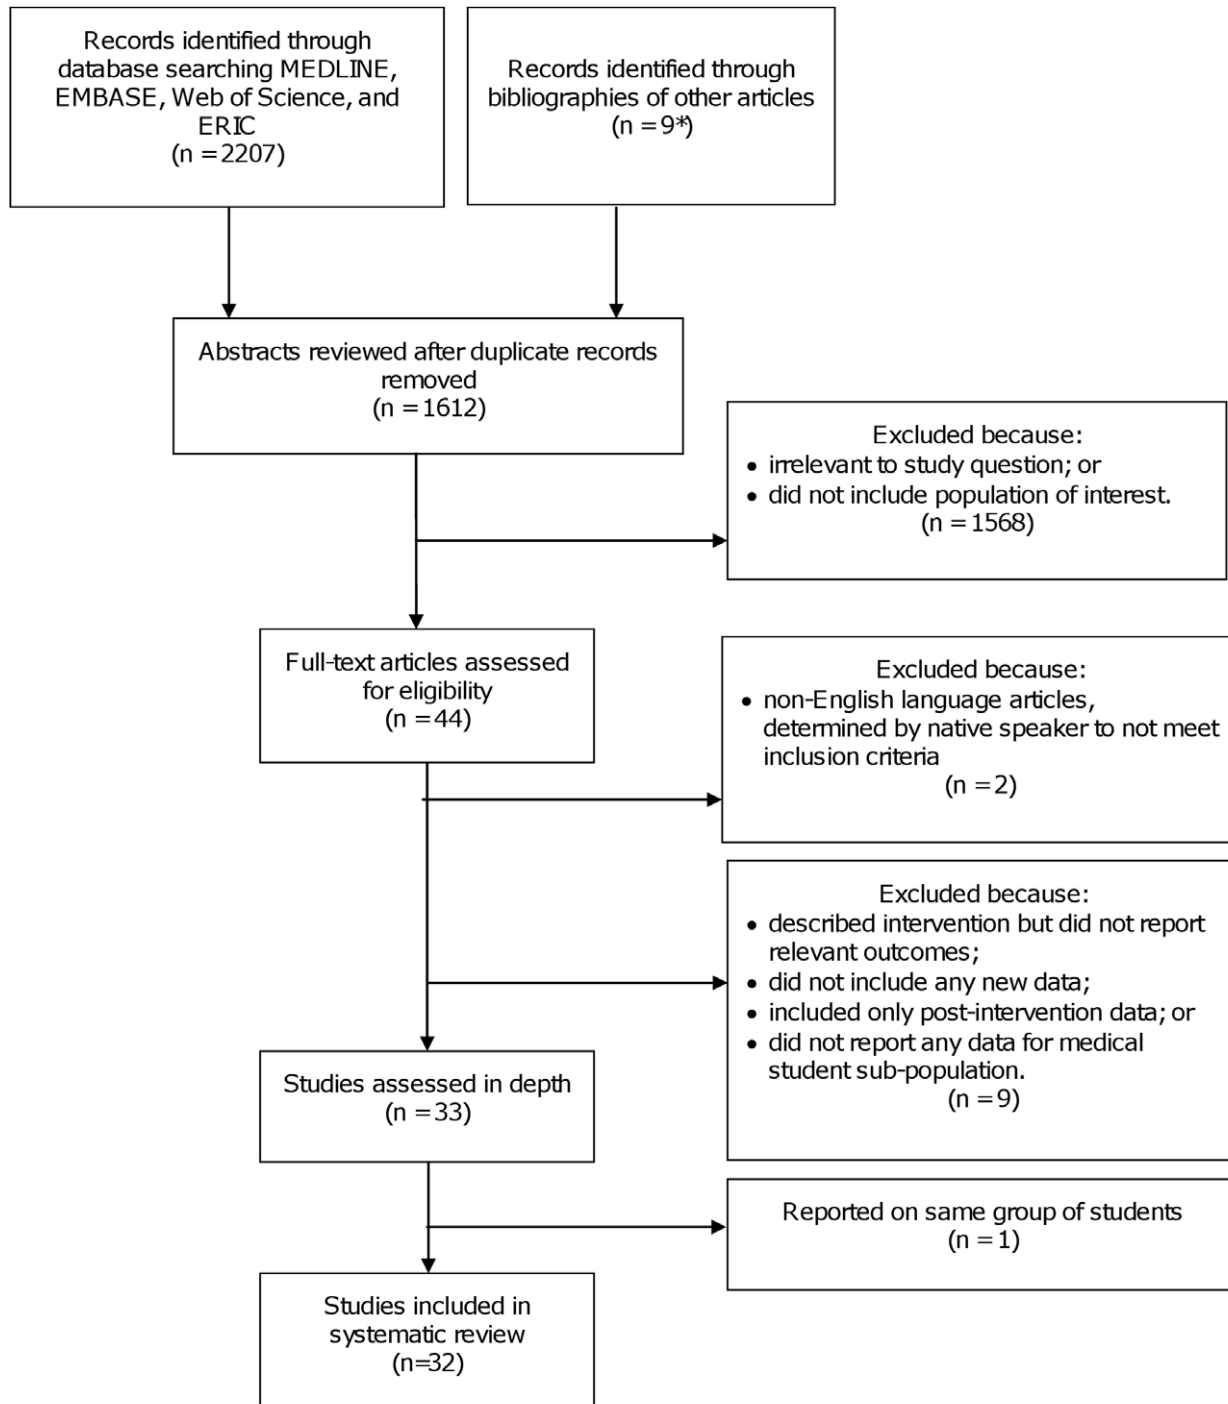 Records identified through
database searching MEDLINE,
EMBASE, Web of Science, and
ERIC
(n = 2207)
Records identified through
bibliographies of other articles
(n = 9*)
Abstracts reviewed after duplicate records
removed
(n = 1612)
Excluded because:
• irrelevant to study question; or
• did not include population of interest.
(n = 1568)
Full-text articles assessed
for eligibility
(n = 44)
Excluded because:
• non-English language articles,
determined by native speaker to not meet
inclusion criteria
(n = 2)
Excluded because:
• described intervention but did not report
relevant outcomes;
• did not include any new data;
• included only post-intervention data; or
• did not report any data for medical
student sub-population.
(n = 9)
Studies assessed in depth
(n = 33)
Reported on same group of students
(n = 1)
Studies included in
systematic review
(n=32)